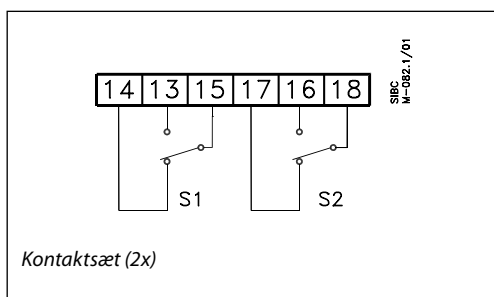 14 13 15 17 16 18
SIBC
M-082.1/01
S1 S2
Kontaktsæt (2x)